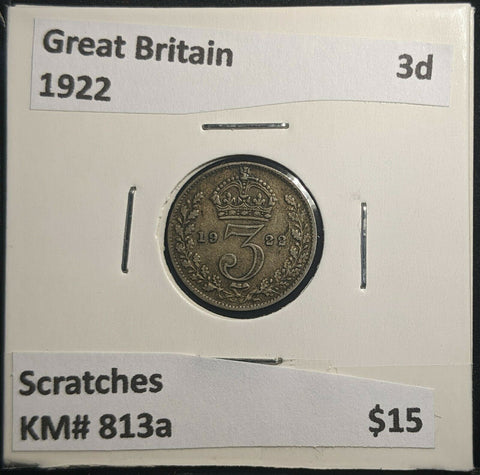 Great Britain 3d
1922
19 3 22
Scratches
KM# 813a $15